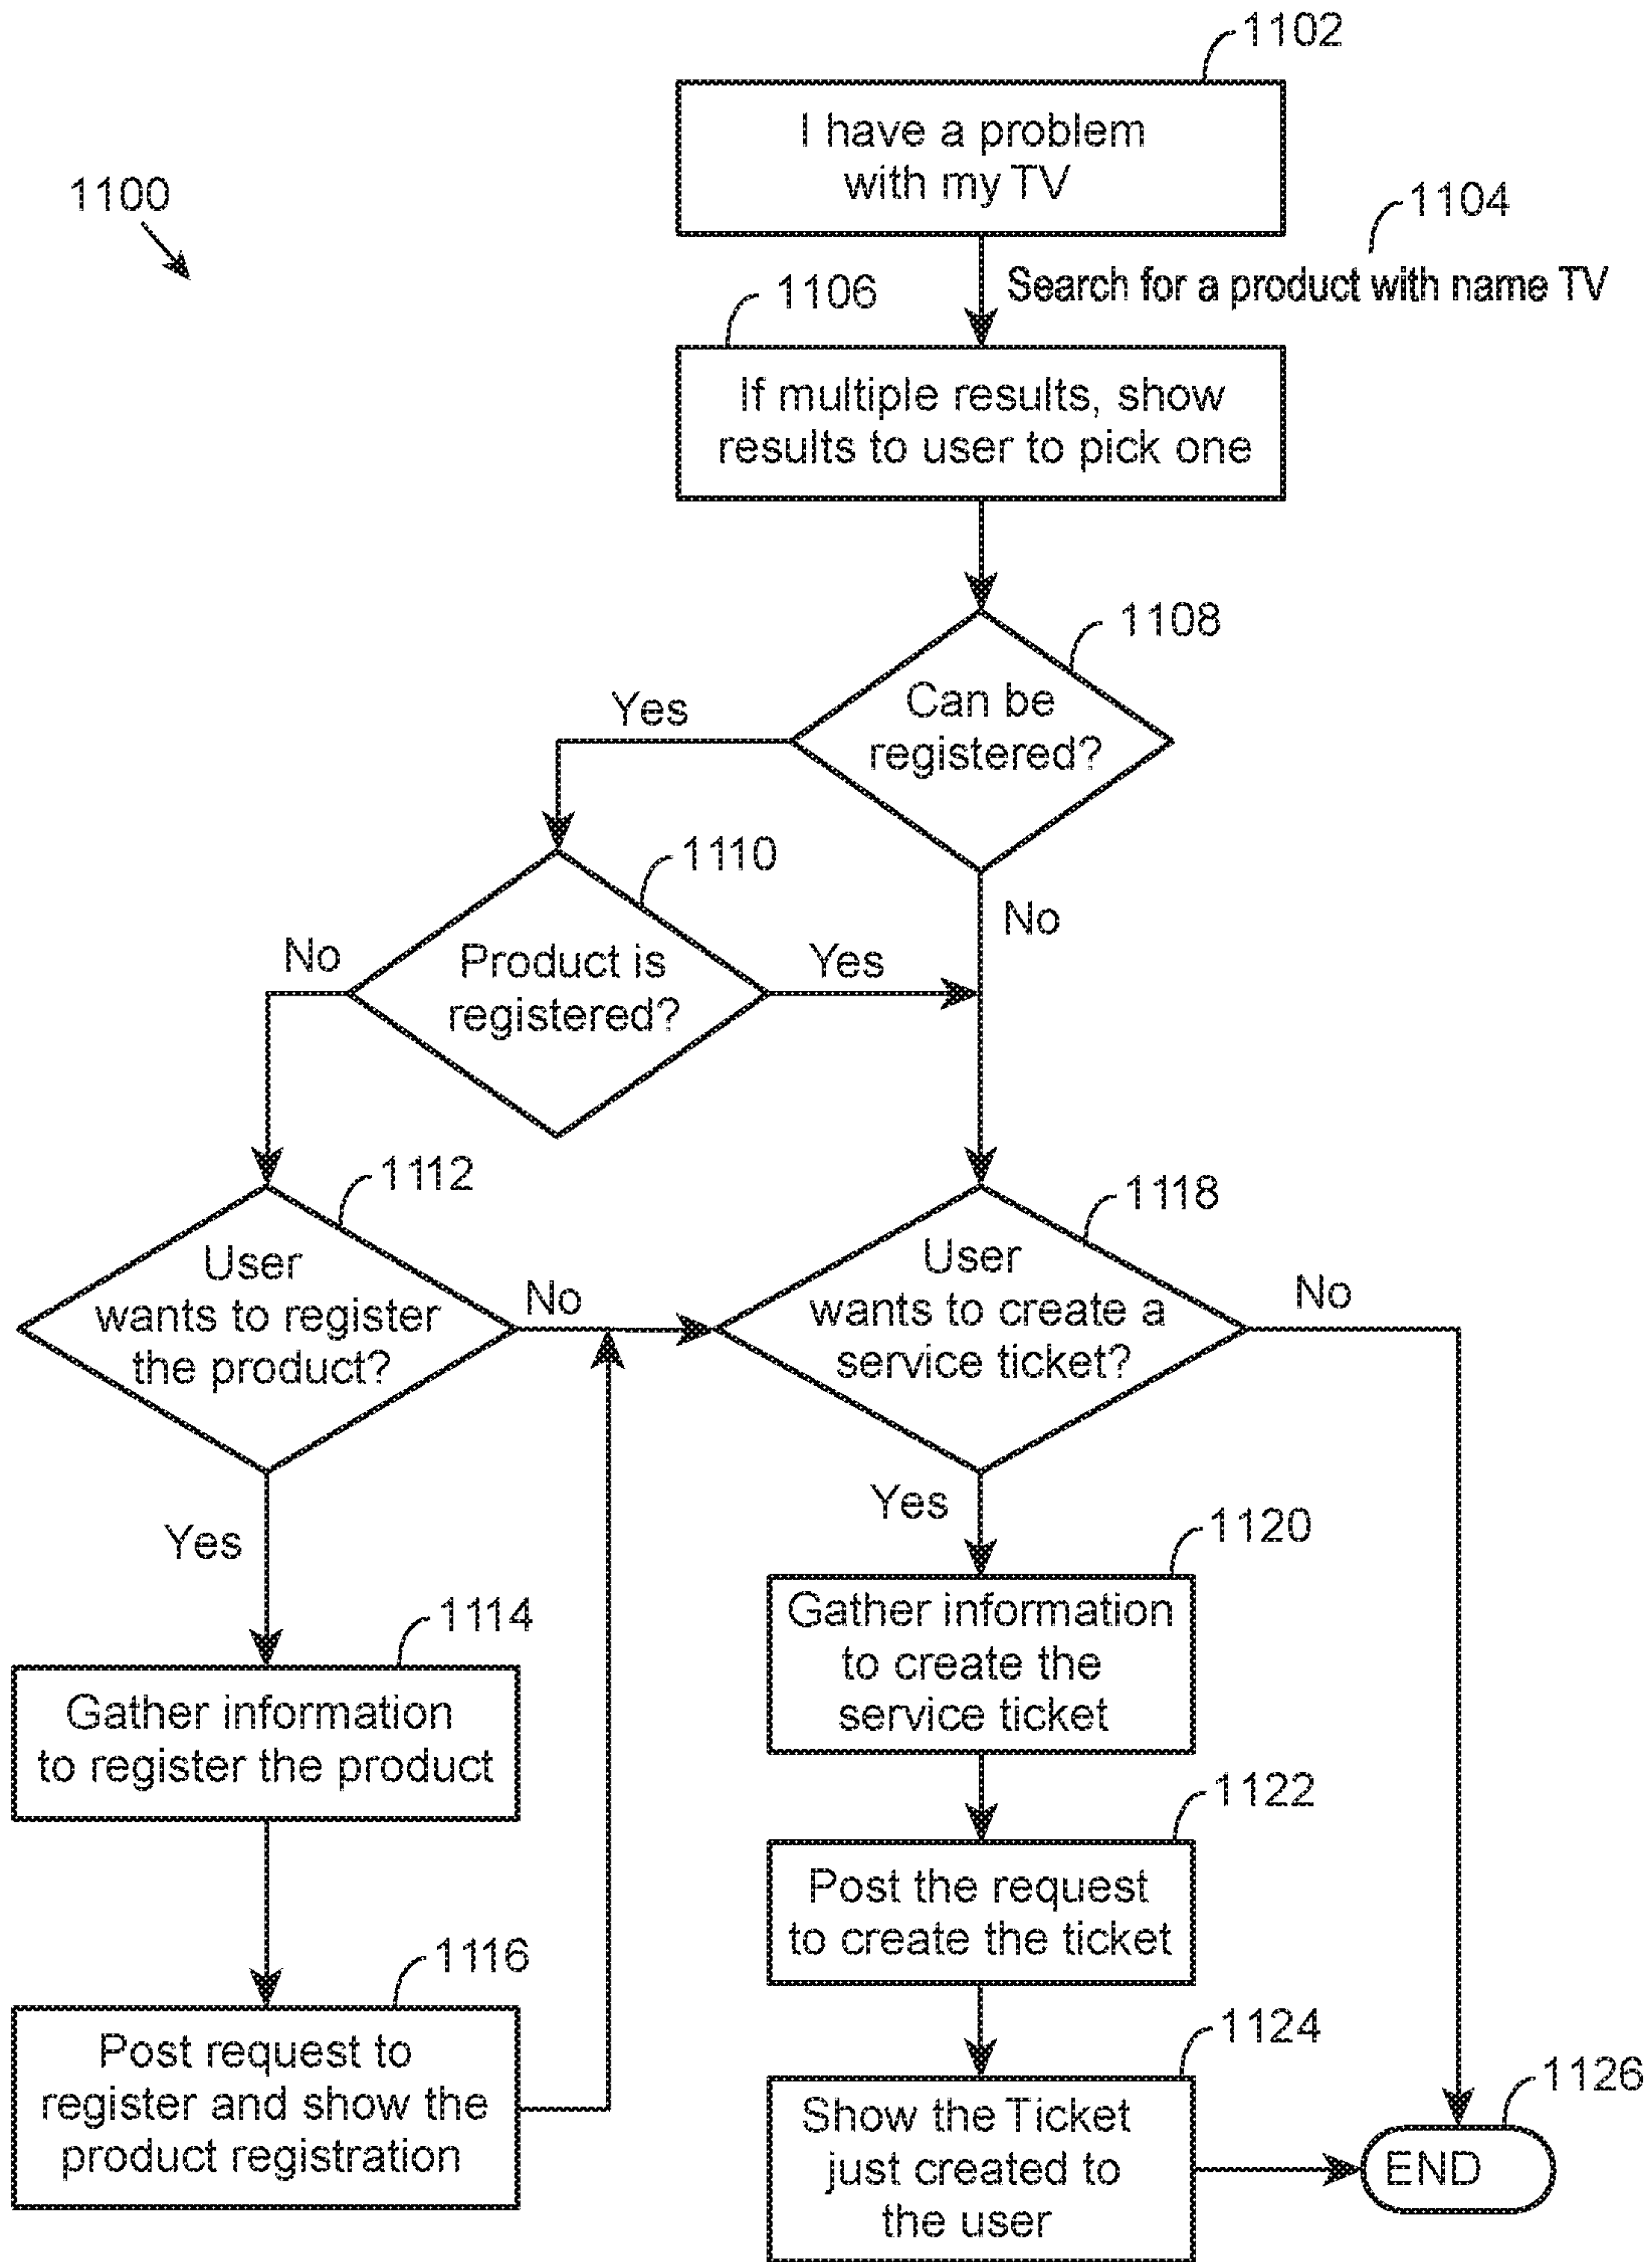 1102
I have a problem
with my TV
1100
1104
Search for a product with name TV
1106
If multiple results, show
results to user to pick one
1108
Can be
registered?
Yes
No
1110
Product is
registered?
No
Yes
1112
User
wants to register
the product?
No
Yes
1118
User
wants to create a
service ticket?
No
Yes
1114
Gather information
to register the product
1116
Post request to
register and show the
product registration
1120
Gather information
to create the
service ticket
1122
Post the request
to create the ticket
1124
Show the Ticket
just created to
the user
1126
END